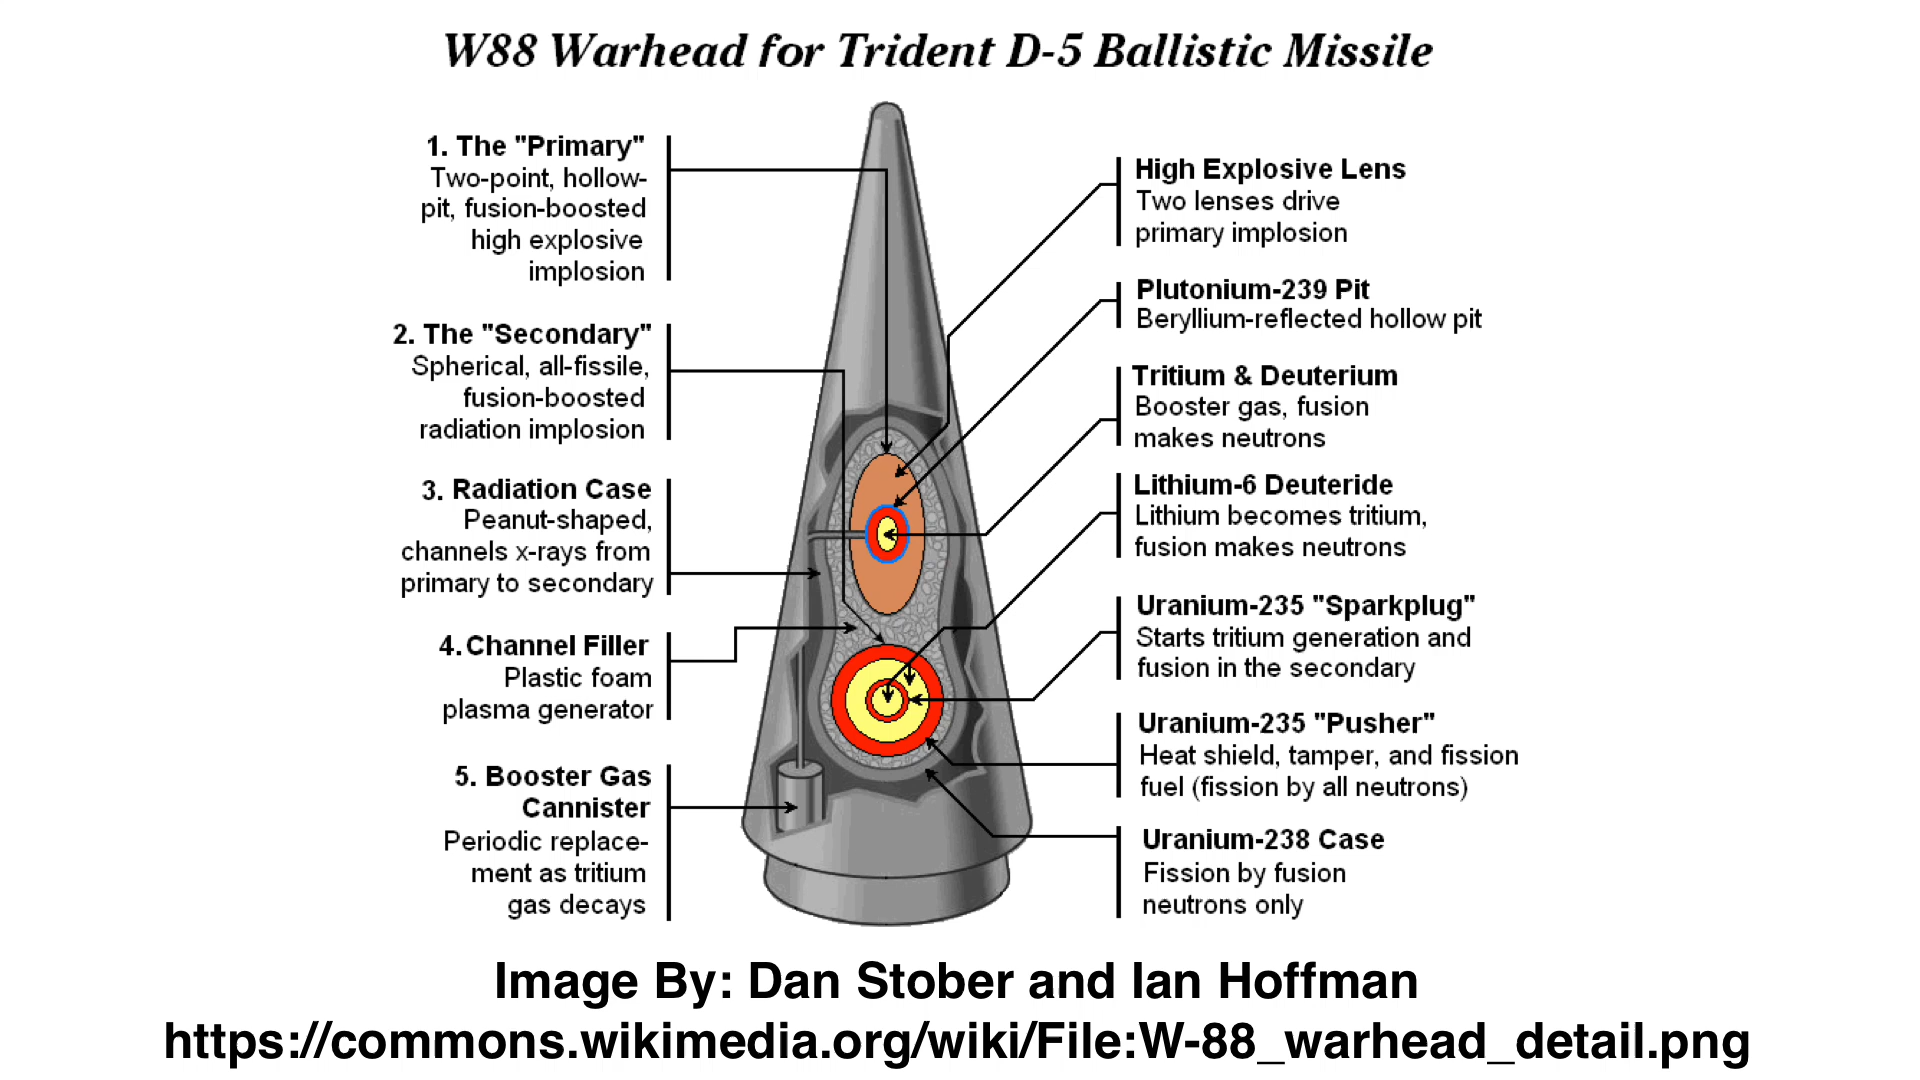 W88 Warhead for Trident D-5 Ballistic Missile
1. The "Primary"
Two-point, hollow-
pit, fusion-boosted
high explosive
implosion
2. The "Secondary"
Spherical, all-fissile,
fusion-boosted
radiation implosion
3. Radiation Case
Peanut-shaped,
channels x-rays from
primary to secondary
4. Channel Filler
Plastic foam
plasma generator
5. Booster Gas
Cannister
Periodic replace-
ment as tritium
gas decays
High Explosive Lens
Two lenses drive
primary implosion
Plutonium-239 Pit
Beryllium-reflected hollow pit
Tritium & Deuterium
Booster gas, fusion
makes neutrons
Lithium-6 Deuteride
Lithium becomes tritium,
fusion makes neutrons
Uranium-235 "Sparkplug"
Starts tritium generation and
fusion in the secondary
Uranium-235 "Pusher"
Heat shield, tamper, and fission
fuel (fission by all neutrons)
Uranium-238 Case
Fission by fusion
neutrons only
Image By: Dan Stober and Ian Hoffman
https://commons.wikimedia.org/wiki/File:W-88_warhead_detail.png